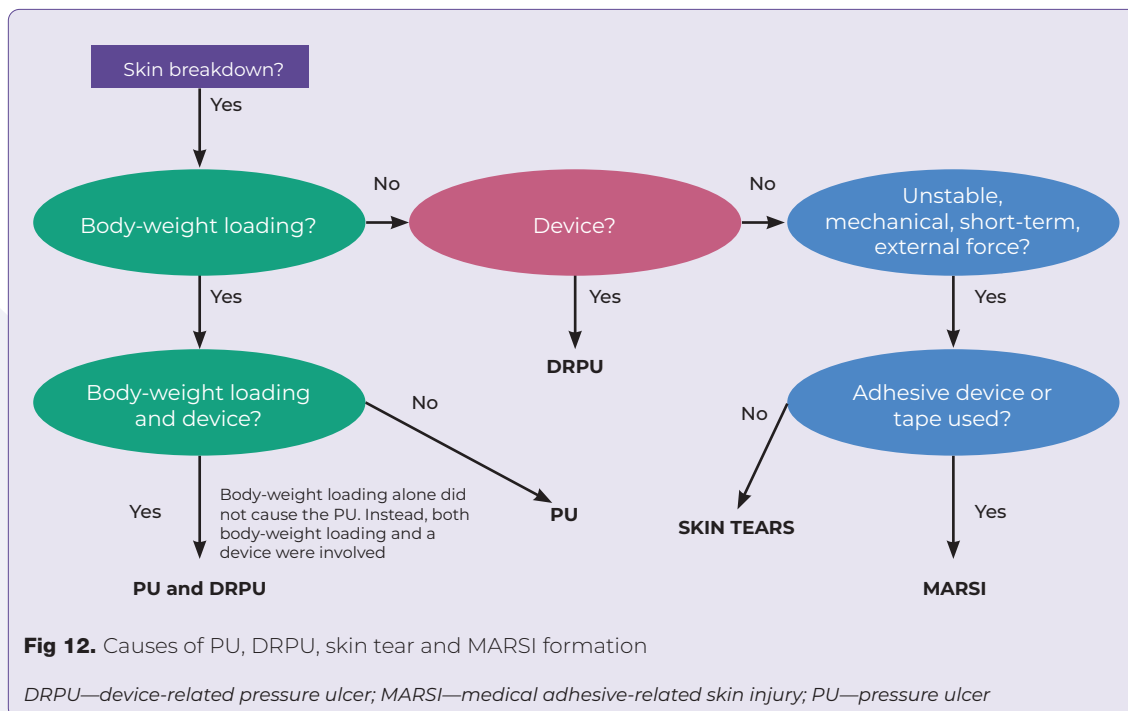 Skin breakdown?
Yes
Body-weight loading?
No
Device?
No
Unstable,
mechanical, short-term,
external force?
Yes
Yes
Yes
DRPU
Body-weight loading
and device?
No
PU
Adhesive device or
tape used?
No
SKIN TEARS
Yes
Body-weight loading alone did
not cause the PU. Instead, both
body-weight loading and a
device were involved
Yes
PU and DRPU
MARSI
Fig 12. Causes of PU, DRPU, skin tear and MARSI formation
DRPU—device-related pressure ulcer; MARSI—medical adhesive-related skin injury; PU—pressure ulcer